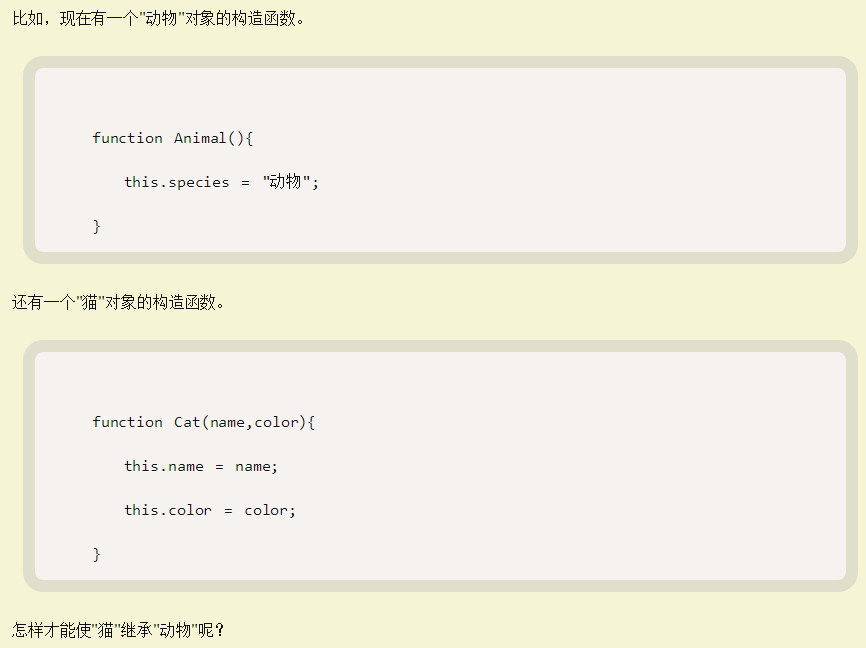 比如，现在有一个"动物"对象的构造函数。
function Animal(){
this.species = "动物";
}
还有一个"猫"对象的构造函数。
function Cat(name,color){
this.name = name;
this.color = color;
}
怎样才能使"猫"继承"动物"呢？